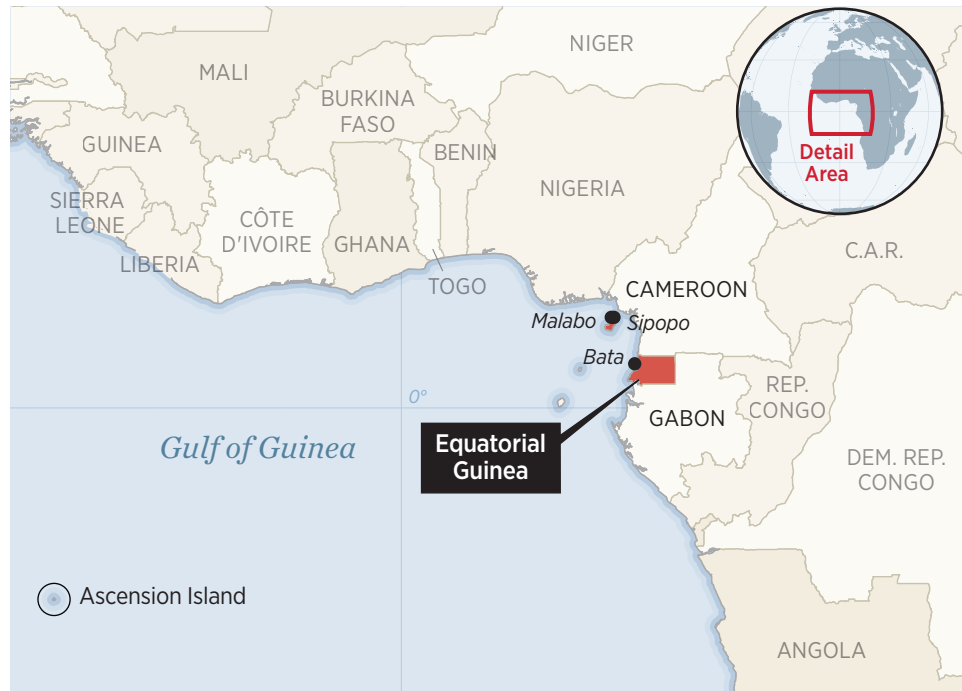 NIGER
MALI
BURKINA
FASO
GUINEA
BENIN
Detail
Area
NIGERIA
SIERRA
LEONE
CÔTE
D'IVOIRE
GHANA
C.A.R.
LIBERIA
TOGO
CAMEROON
Malabo
Sipopo
Bata
0°
REP.
CONGO
GABON
Gulf of Guinea
Equatorial
Guinea
DEM. REP.
CONGO
Ascension Island
ANGOLA